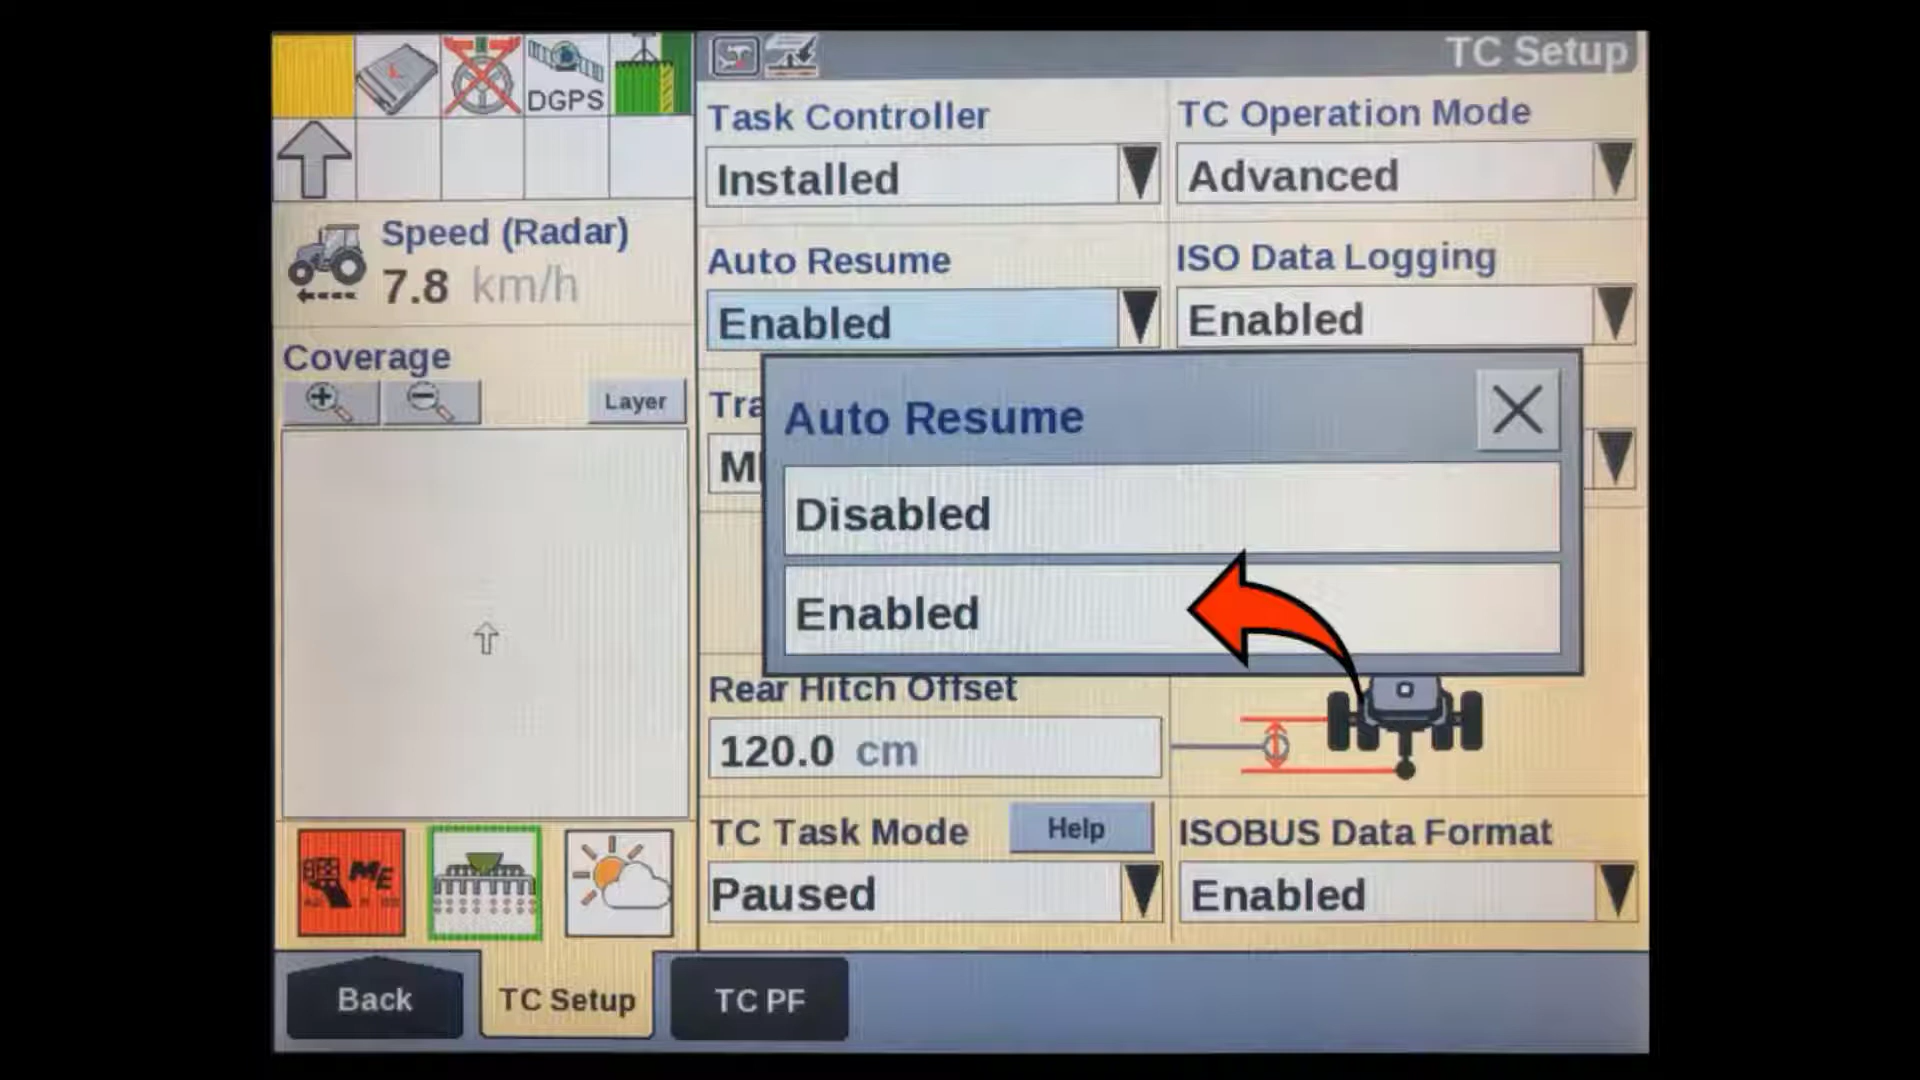 DGPS
TC Setup
Task Controller
TC Operation Mode
Installed
Advanced
Speed (Radar)
7.8 km/h
Auto Resume
ISO Data Logging
Enabled
Enabled
Coverage
Layer
Auto Resume
Disabled
Enabled
Rear Hitch Offset
120.0 cm
TC Task Mode
Help
ISOBUS Data Format
Paused
Enabled
ME
Back
TC Setup
TC PF